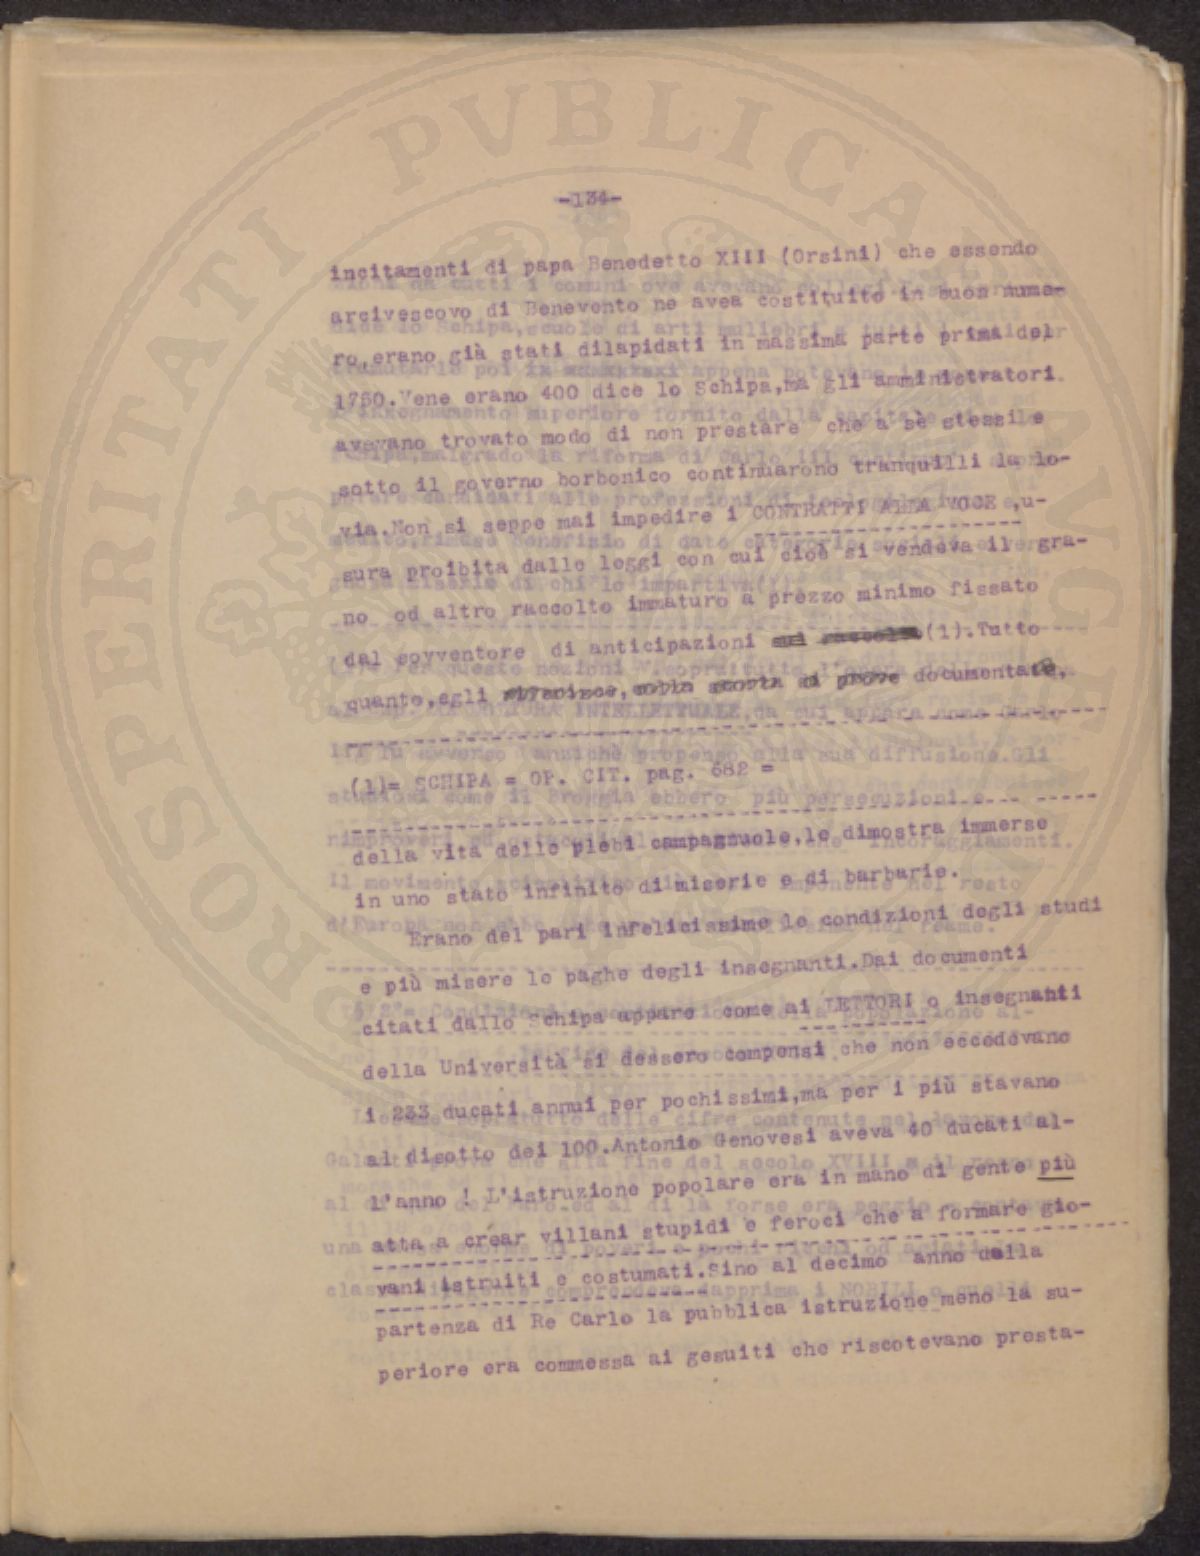 PROSPERITATI PVBLICAE AVGENDAE
-134-
incitamenti di papa Benedetto XIII (Orsini) che essendo
arcivescovo di Benevento ne avea costituito in buon nume-
ro,erano già stati dilapidati in massima parte prima del
1750.Vene erano 400 dice lo Schipa,ma gli amministratori
avevano trovato modo di non prestare che a sè stessi e
sotto il governo borbonico continuarono tranquilli la lo-
via.Non si seppe mai impedire i CONTRATTI ALLA VOCE ,u-
sura proibita dalle leggi con cui cioè si vendeva il gra-
no od altro raccolto immaturo a prezzo minimo fissato
dal sovventore di anticipazioni (1).Tutto
quanto,egli documentate,
(1)= SCHIPA = OP. CIT. pag. 682 =
della vita delle plebi campagnuole,le dimostra immerse
in uno stato infinito di miserie e di barbarie.
Erano del pari infelicissime le condizioni degli studi
e più misere le paghe degli insegnanti.Dai documenti
citati dallo Schipa appare come ai LETTORI o insegnanti
della Università si dessero compensi che non eccedevano
i 233 ducati annui per pochissimi,ma per i più stavano
al disotto dei 100.Antonio Genovesi aveva 40 ducati al-
l'anno ! L'istruzione popolare era in mano di gente più
atta a crear villani stupidi e feroci che a formare gio-
vani istruiti e costumati.Sino al decimo anno della
partenza di Re Carlo la pubblica istruzione meno la su-
periore era commessa ai gesuiti che riscotevano presta-